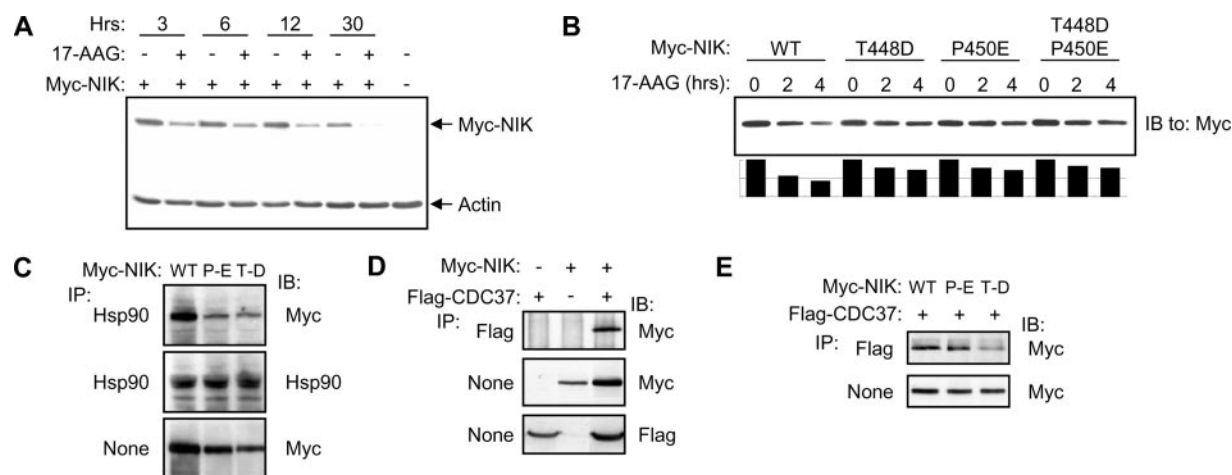 A
Hrs: 3 6 12 30
17-AAG: - + - + - + - +
Myc-NIK: + + + + + + + + -
Myc-NIK
Actin
B
T448D
Myc-NIK: WT T448D P450E P450E
17-AAG (hrs): 0 2 4 0 2 4 0 2 4 0 2 4
IB to: Myc
C
Myc-NIK: WT P-E T-D
IP: IB:
Hsp90 Myc
Hsp90 Hsp90
None Myc
D
Myc-NIK: - + +
Flag-CDC37: + - +
IP: IB:
Flag Myc
None Myc
None Flag
E
Myc-NIK: WT P-E T-D
Flag-CDC37: + + +
IP: IB:
Flag Myc
None Myc